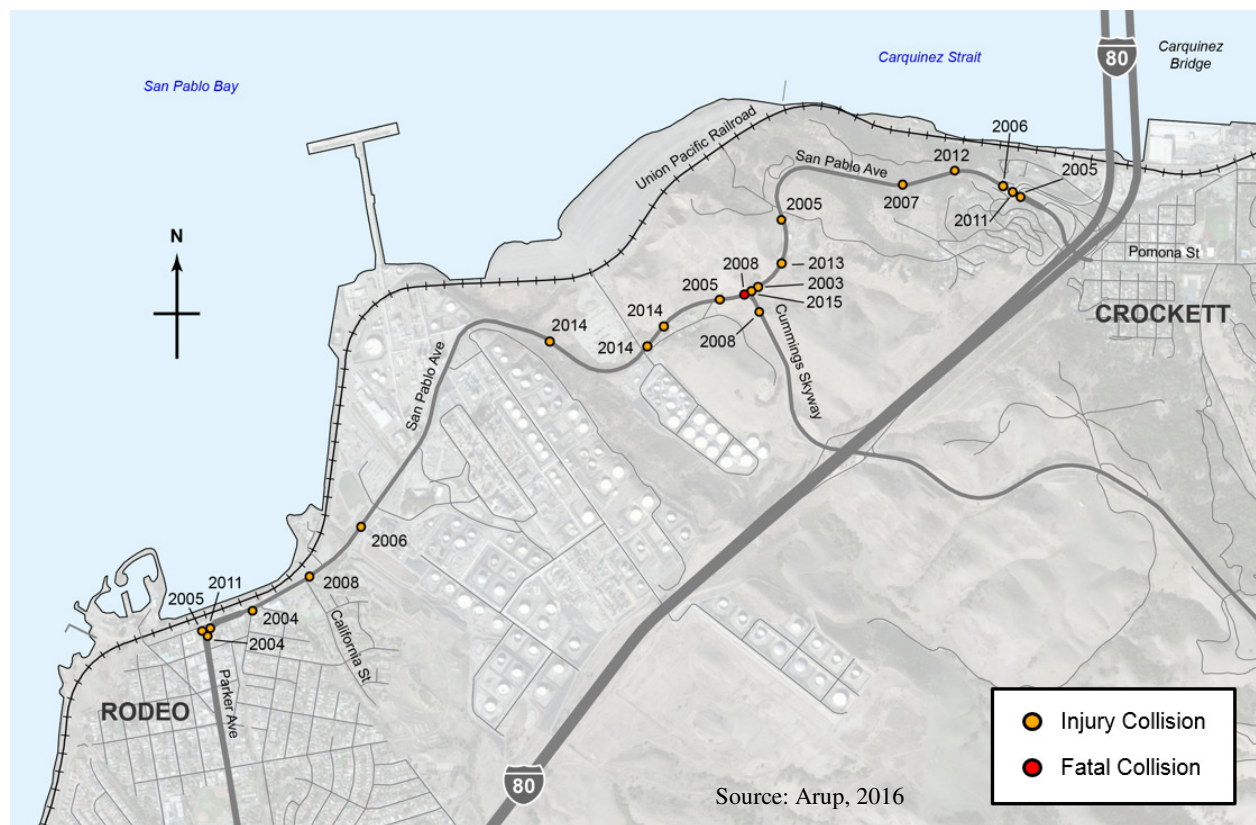 San Pablo Bay
Carquinez Strait
80
Carquinez
Bridge
Union Pacific Railroad
San Pablo Ave
2012
2006
2005
2007
2011
N
2005
2013
Pomona St
2008
2003
2005
2015
CROCKETT
2014
2008
Cummings Skyway
2014
2014
San Pablo Ave
2006
2011
2008
2005
2004
2004
California St
Parker Ave
RODEO
Injury Collision
Fatal Collision
80
Source: Arup, 2016